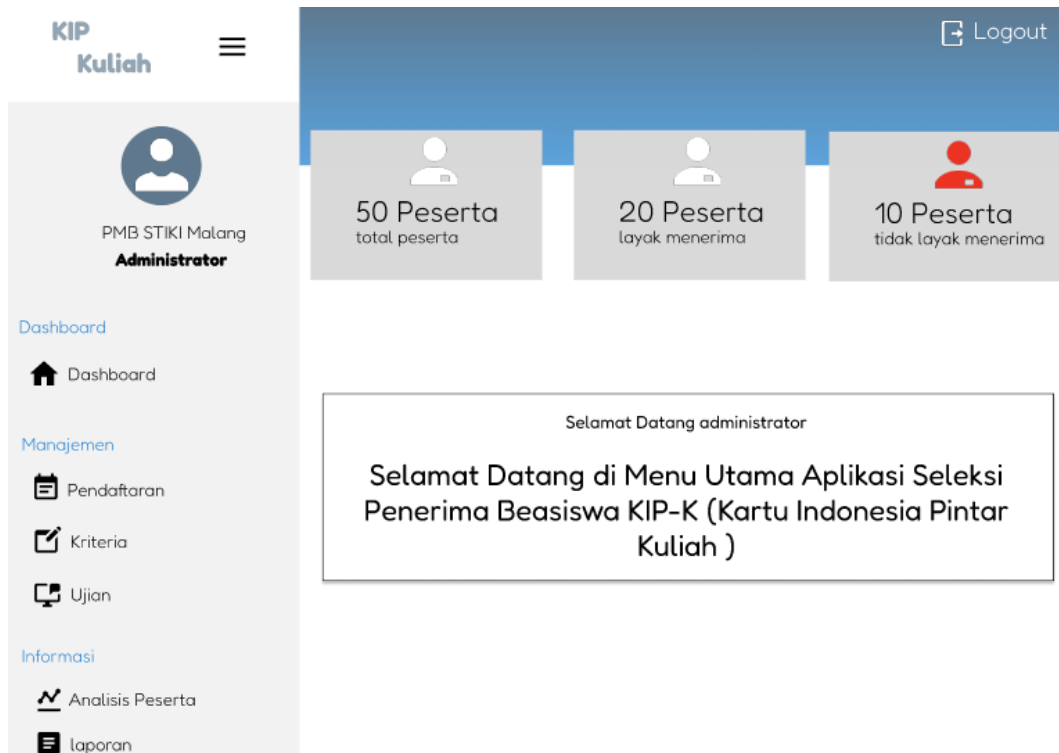 KIP
Kuliah
Logout
PMB STIKI Malang
Administrator
50 Peserta
total peserta
20 Peserta
layak menerima
10 Peserta
tidak layak menerima
Dashboard
Dashboard
Manajemen
Pendaftaran
Kriteria
Ujian
Informasi
Analisis Peserta
laporan
Selamat Datang administrator
Selamat Datang di Menu Utama Aplikasi Seleksi
Penerima Beasiswa KIP-K (Kartu Indonesia Pintar
Kuliah )